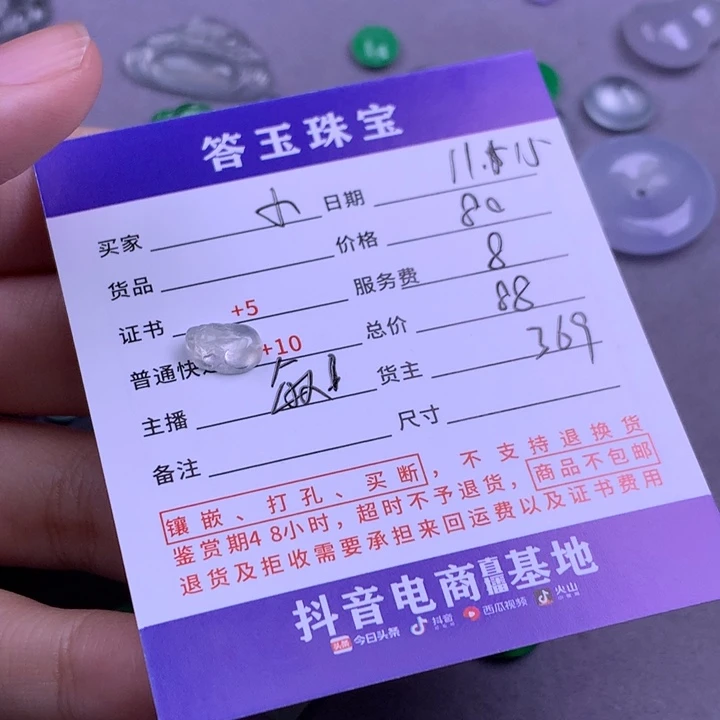 答玉珠宝
买家 日期
货品 价格 80
证书 +5 服务费 8
普通快 +10 总价 88
主播 货主 369
备注 尺寸
镶嵌、打孔、买断，不支持退换货
鉴赏期48小时，超时不予退货，商品不包邮
退货及拒收需要承担来回运费以及证书费用
抖音电商直播基地
头条 今日头条 抖音 西瓜视频 火山